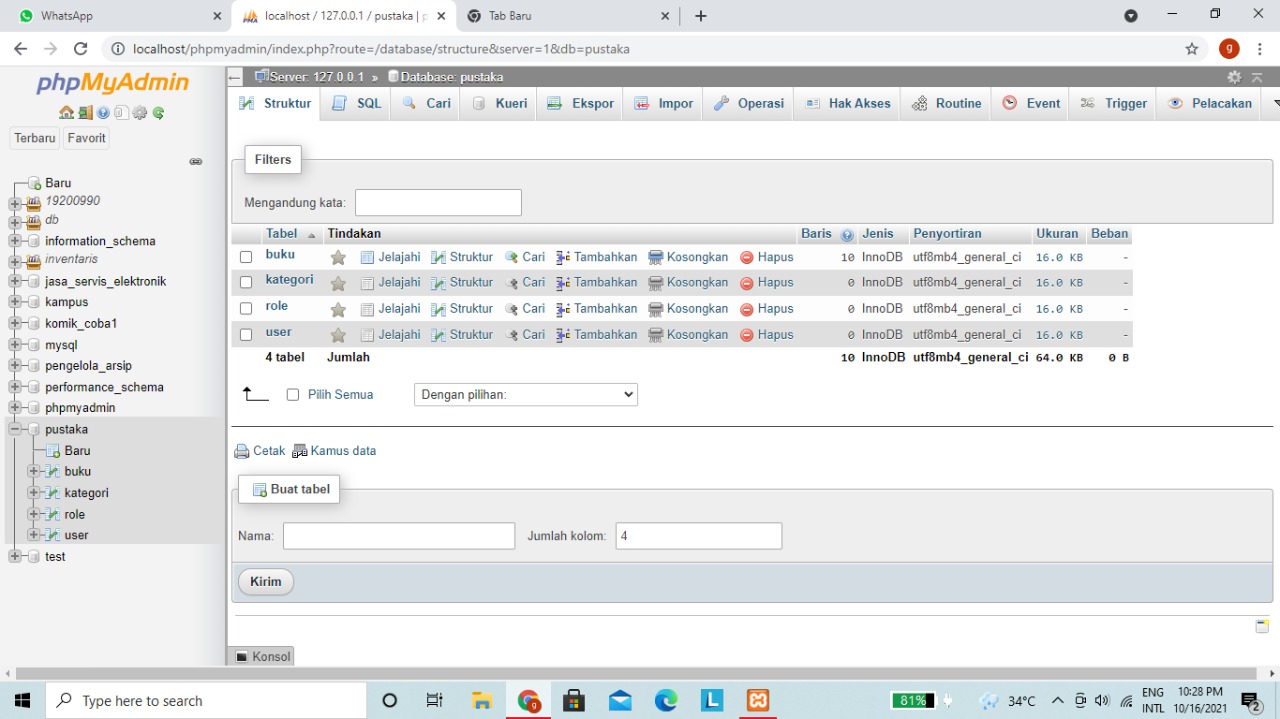 WhatsApp
localhost / 127.0.0.1 / pustaka | p
Tab Baru
localhost/phpmyadmin/index.php?route=/database/structure&server=1&db=pustaka
g
phpMyAdmin
Terbaru Favorit
Baru
19200990
db
information_schema
inventaris
jasa_servis_elektronik
kampus
komik_coba1
mysql
pengelola_arsip
performance_schema
phpmyadmin
pustaka
Baru
buku
kategori
role
user
test
Server: 127.0.0.1 » Database: pustaka
Struktur SQL Cari Kueri Ekspor Impor Operasi Hak Akses Routine Event Trigger Pelacakan
Filters
Mengandung kata:
Tabel Tindakan Baris Jenis Penyortiran Ukuran Beban
buku Jelajahi Struktur Cari Tambahkan Kosongkan Hapus 10 InnoDB utf8mb4_general_ci 16.0 KB -
kategori Jelajahi Struktur Cari Tambahkan Kosongkan Hapus 0 InnoDB utf8mb4_general_ci 16.0 KB -
role Jelajahi Struktur Cari Tambahkan Kosongkan Hapus 0 InnoDB utf8mb4_general_ci 16.0 KB -
user Jelajahi Struktur Cari Tambahkan Kosongkan Hapus 0 InnoDB utf8mb4_general_ci 16.0 KB -
4 tabel Jumlah 10 InnoDB utf8mb4_general_ci 64.0 KB 0 B
Pilih Semua Dengan pilihan:
Cetak Kamus data
Buat tabel
Nama: Jumlah kolom: 4
Kirim
Konsol
Type here to search
81%
34°C
ENG
INTL
10:28 PM
10/16/2021
2